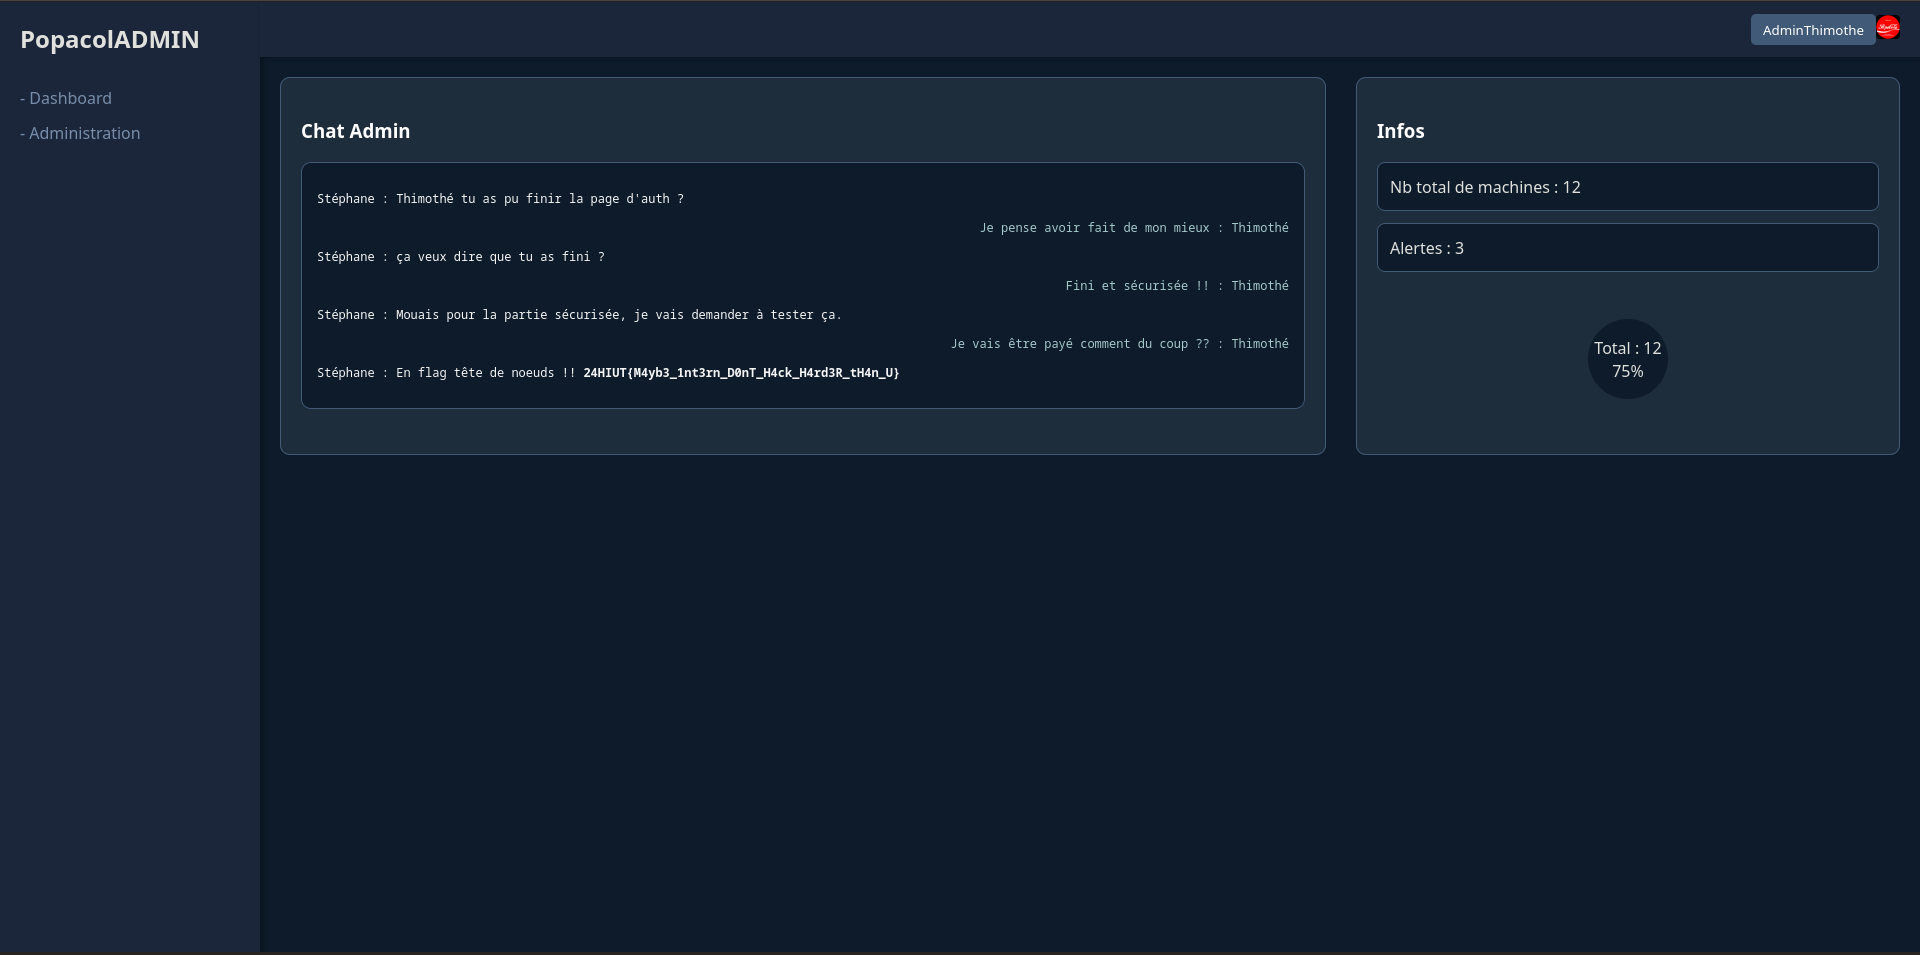 PopacolADMIN
- Dashboard
- Administration
AdminThimothe
Chat Admin
Stéphane : Thimothé tu as pu finir la page d'auth ?
Je pense avoir fait de mon mieux : Thimothé
Stéphane : ça veux dire que tu as fini ?
Fini et sécurisée !! : Thimothé
Stéphane : Mouais pour la partie sécurisée, je vais demander à tester ça.
Je vais être payé comment du coup ?? : Thimothé
Stéphane : En flag tête de noeuds !! 24HIUT{M4yb3_1nt3rn_D0nT_H4ck_H4rd3R_tH4n_U}
Infos
Nb total de machines : 12
Alertes : 3
Total : 12
75%